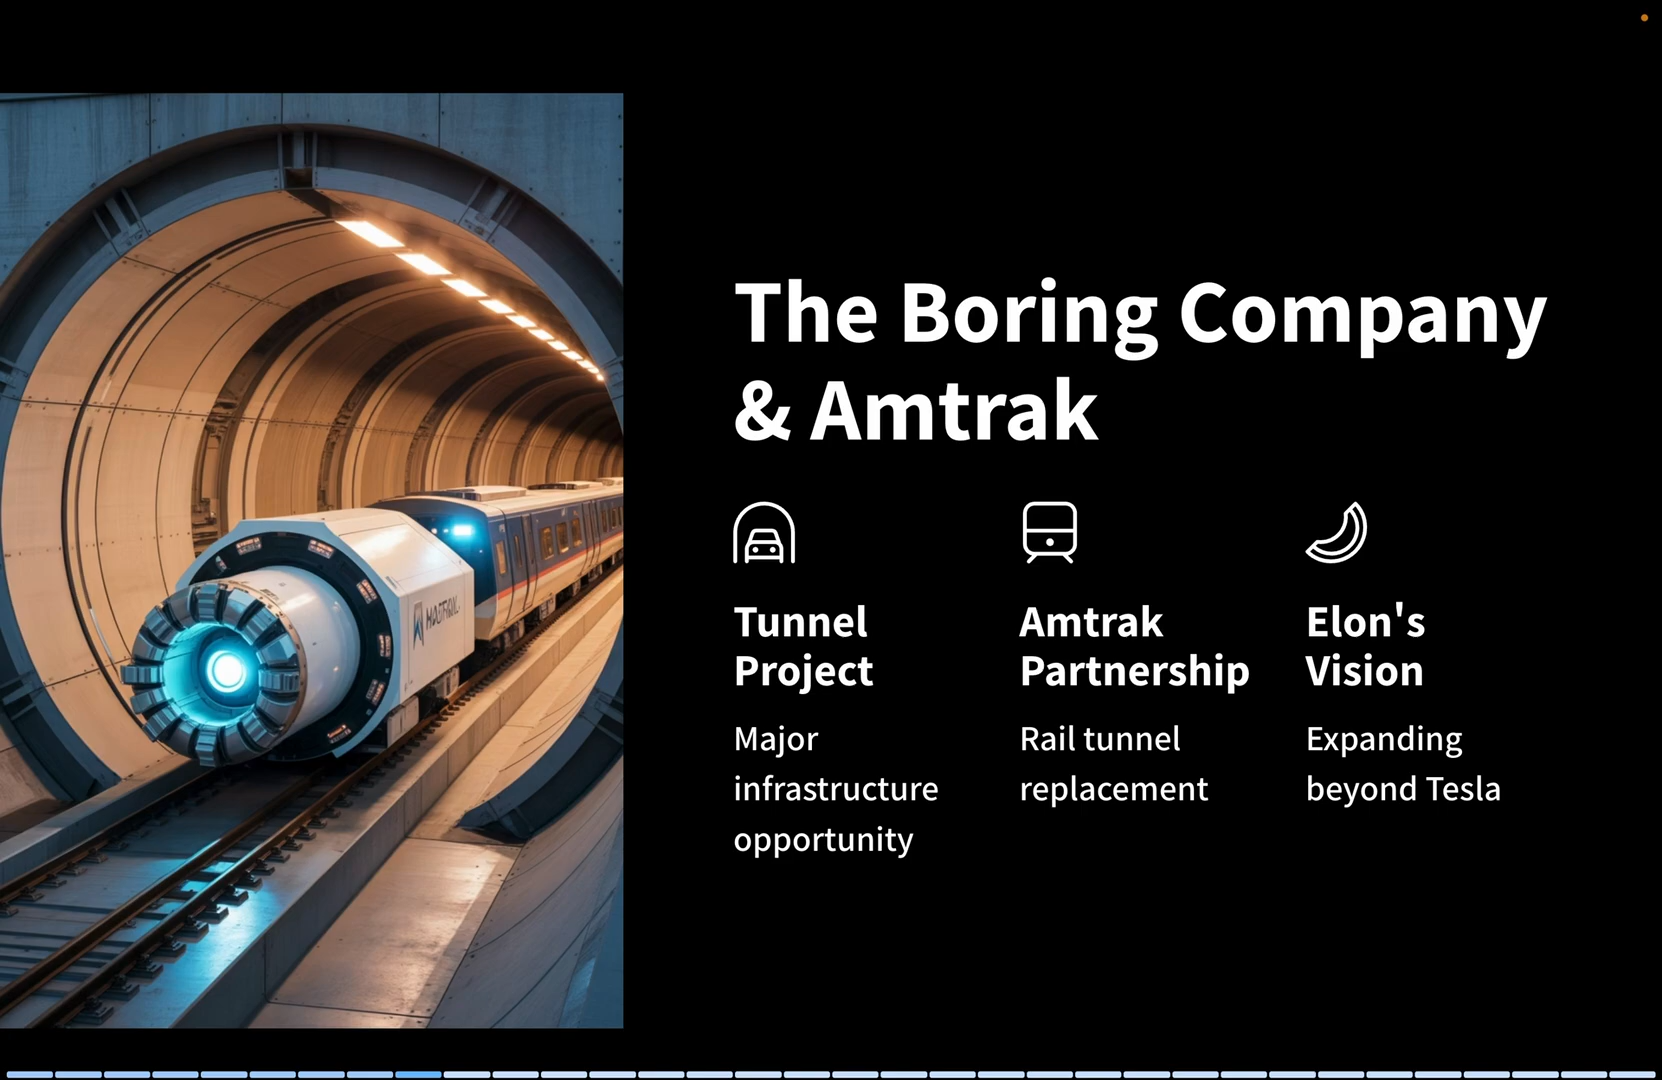 The Boring Company
& Amtrak
Tunnel
Project
Major
infrastructure
opportunity
Amtrak
Partnership
Rail tunnel
replacement
Elon's
Vision
Expanding
beyond Tesla